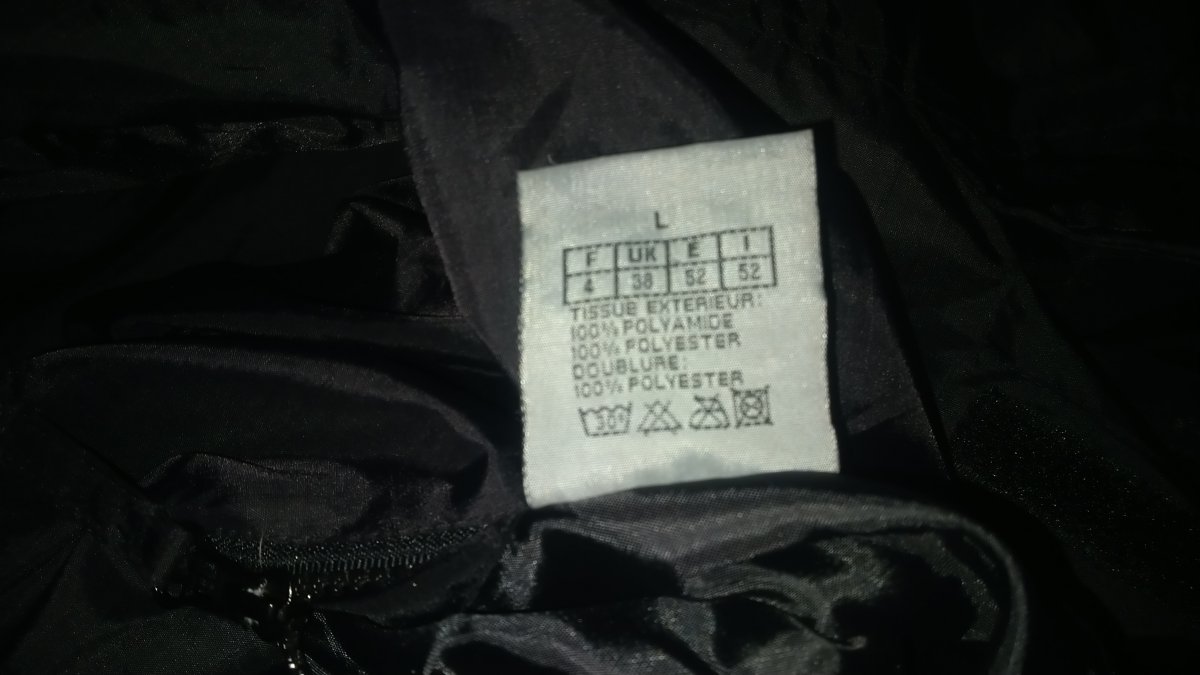 L
F UK E I
4 38 52 52
TISSUE EXTERIEUR:
100% POLYAMIDE
100% POLYESTER
DOUBLURE:
100% POLYESTER
30°